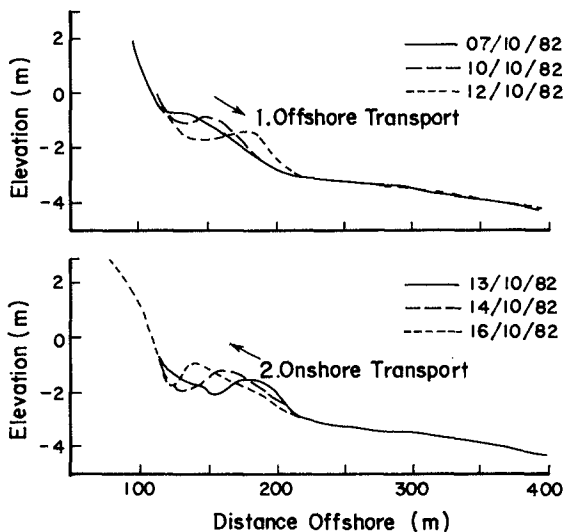 2
0
-2
-4
Elevation (m)
07/10/82
10/10/82
12/10/82
1.Offshore Transport
2
0
-2
-4
Elevation (m)
13/10/82
14/10/82
16/10/82
2.Onshore Transport
100 200 300 400
Distance Offshore (m)